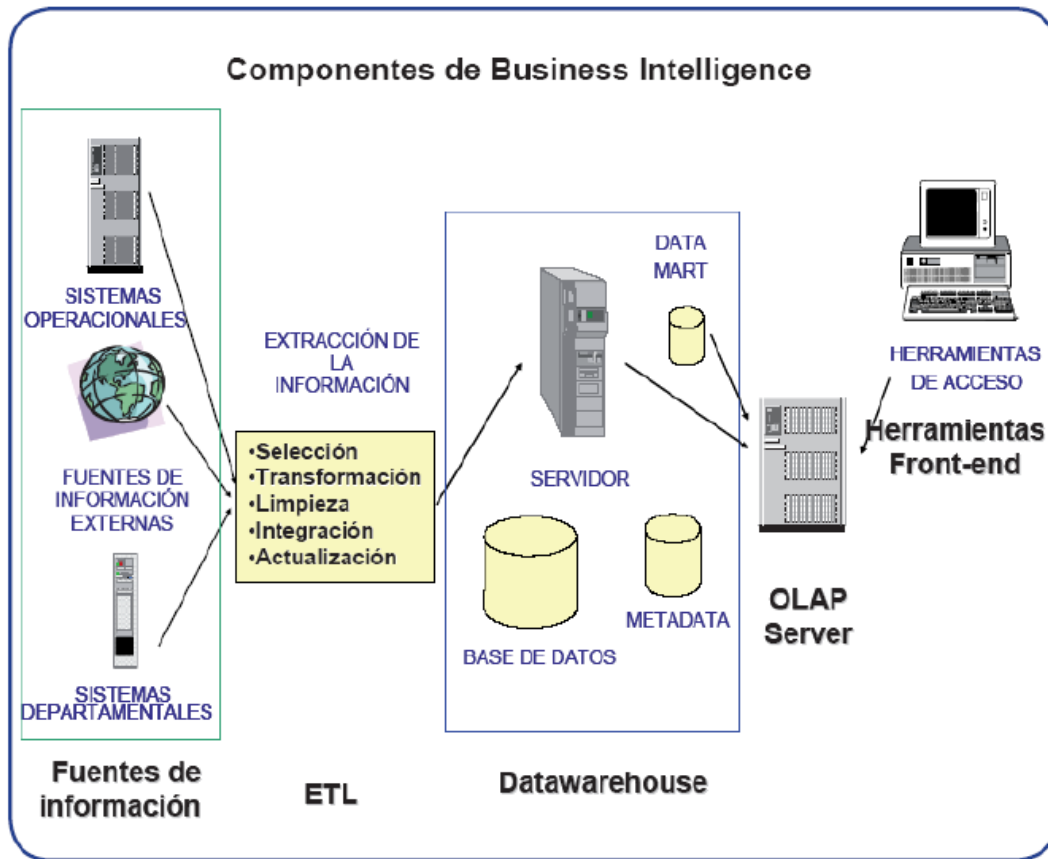 Componentes de Business Intelligence
SISTEMAS
OPERACIONALES
FUENTES DE
INFORMACIÓN
EXTERNAS
SISTEMAS
DEPARTAMENTALES
Fuentes de
información
EXTRACCIÓN DE
LA
INFORMACIÓN
•Selección
•Transformación
•Limpieza
•Integración
•Actualización
ETL
DATA
MART
SERVIDOR
BASE DE DATOS
METADATA
Datawarehouse
OLAP
Server
HERRAMIENTAS
DE ACCESO
Herramientas
Front-end